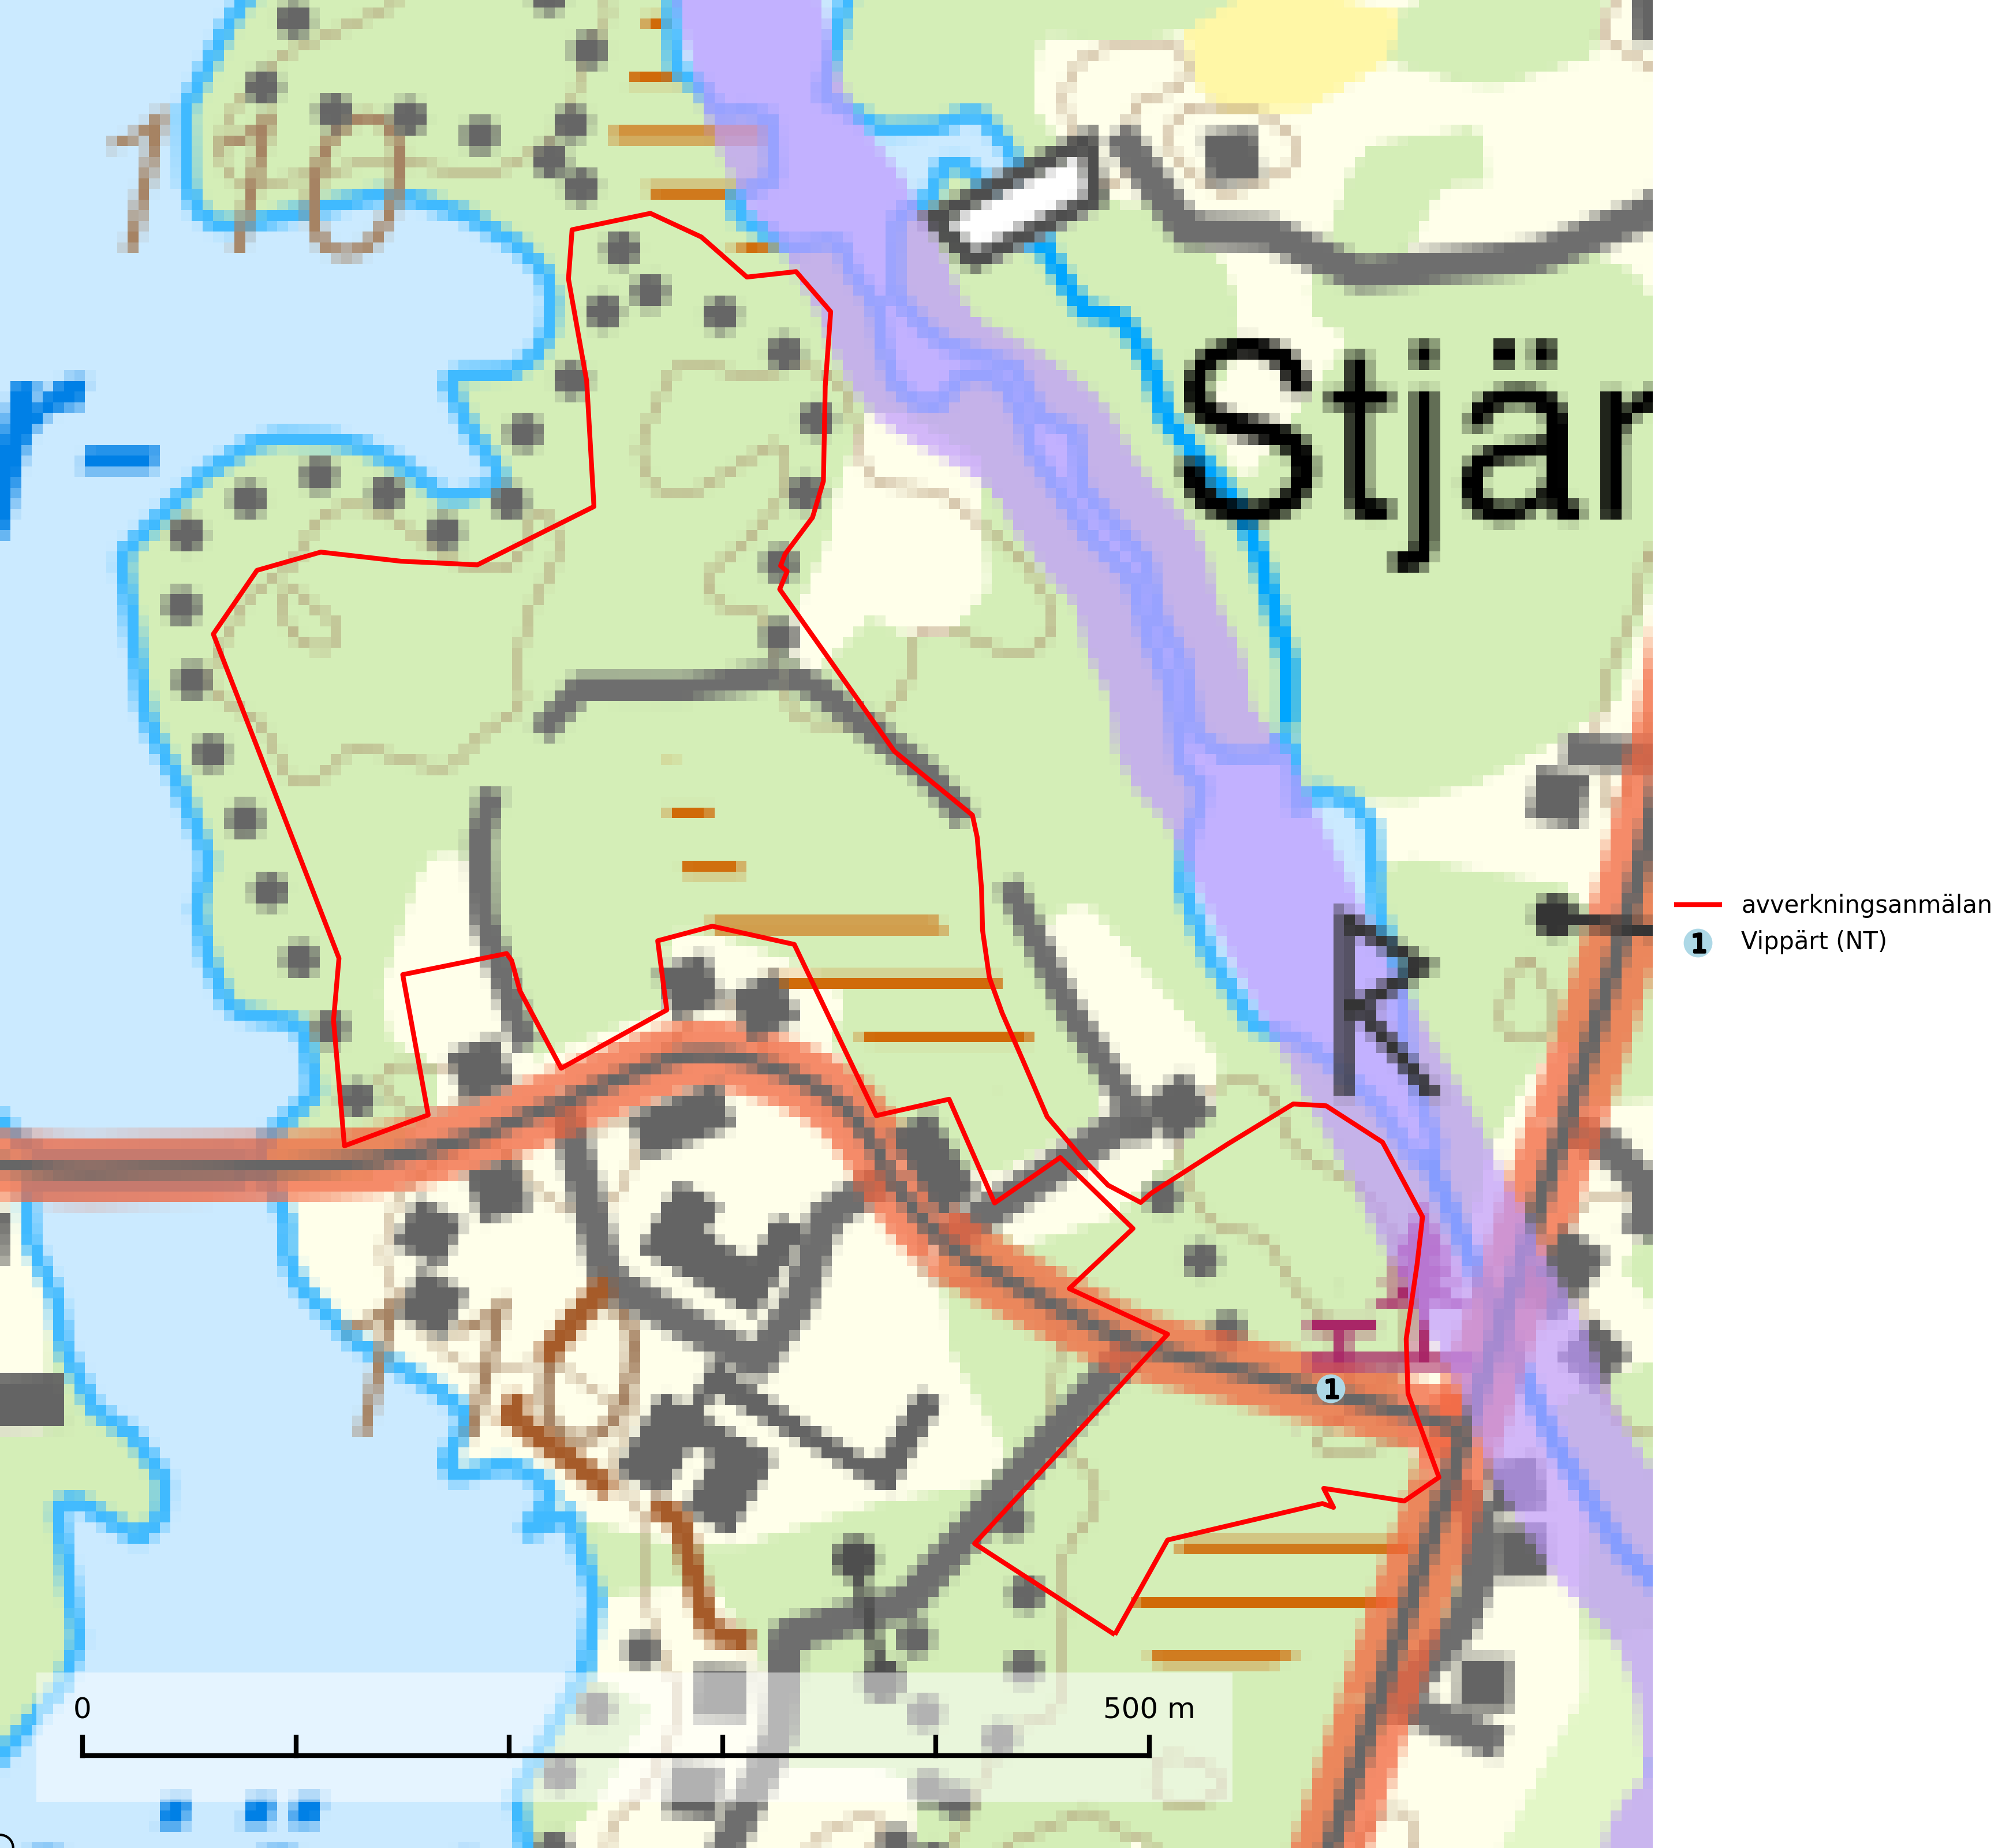 110
Stjär
r
R
avverkningsanmälan
1 Vippärt (NT)
110
1
0
500 m